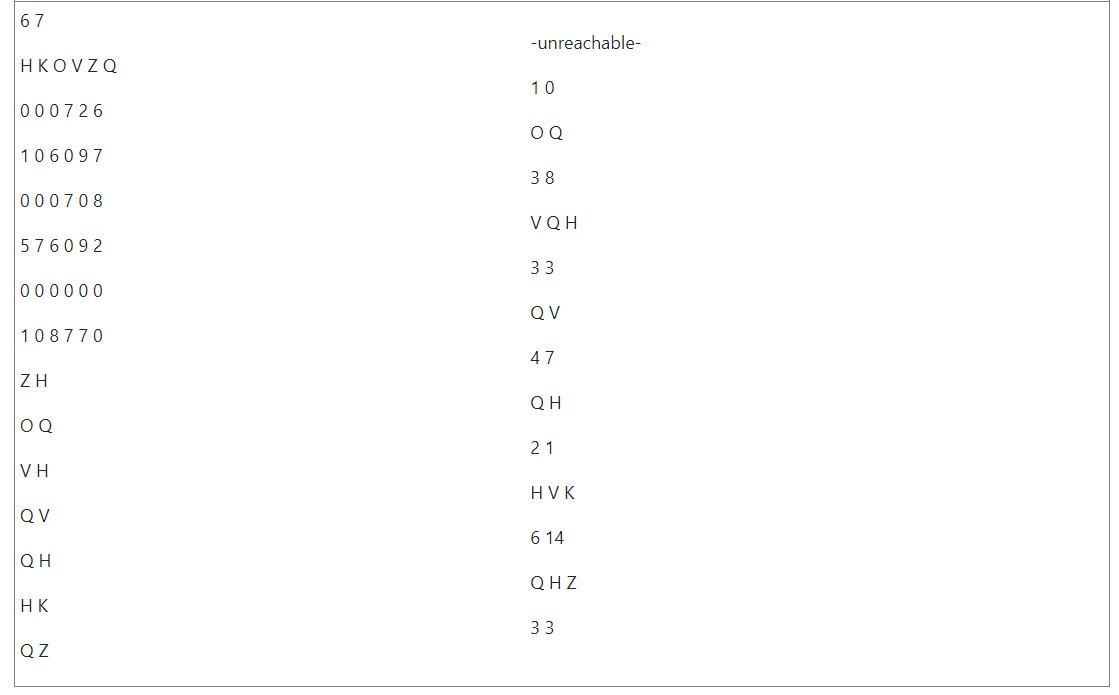 6 7
H K O V Z Q
0 0 0 7 2 6
1 0 6 0 9 7
0 0 0 7 0 8
5 7 6 0 9 2
0 0 0 0 0 0
1 0 8 7 7 0
Z H
O Q
V H
Q V
Q H
H K
Q Z
-unreachable-
1 0
O Q
3 8
V Q H
3 3
Q V
4 7
Q H
2 1
H V K
6 14
Q H Z
3 3